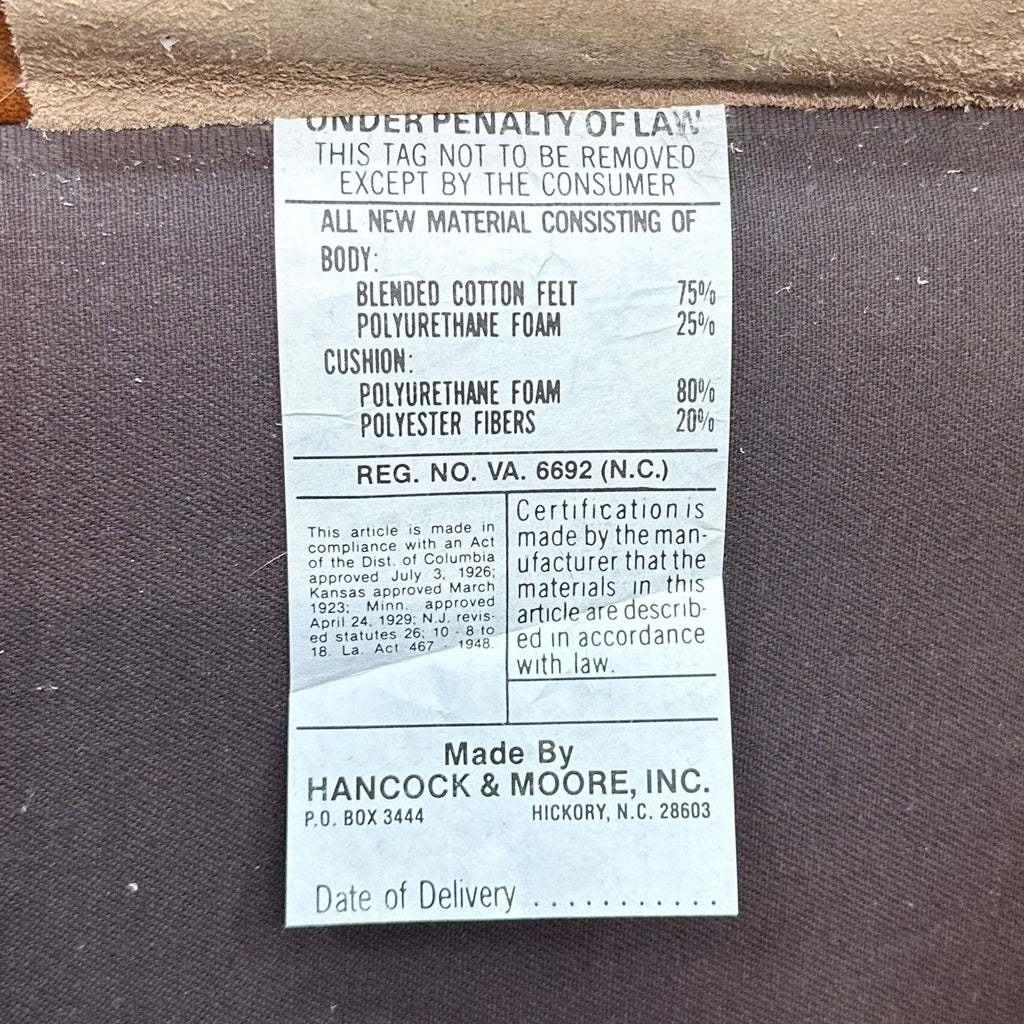 UNDER PENALTY OF LAW
THIS TAG NOT TO BE REMOVED
EXCEPT BY THE CONSUMER
ALL NEW MATERIAL CONSISTING OF
BODY:
BLENDED COTTON FELT 75%
POLYURETHANE FOAM 25%
CUSHION:
POLYURETHANE FOAM 80%
POLYESTER FIBERS 20%
REG. NO. VA. 6692 (N.C.)
This article is made in
compliance with an Act
of the Dist. of Columbia
approved July 3, 1926;
Kansas approved March
1923; Minn. approved
April 24, 1929; N.J. revis-
ed statutes 26: 10 - 8 to
18. La. Act 467 - 1948.
Certification is
made by the man-
ufacturer that the
materials in this
article are describ-
ed in accordance
with law.
Made By
HANCOCK & MOORE, INC.
P.O. BOX 3444 HICKORY, N.C. 28603
Date of Delivery ...........